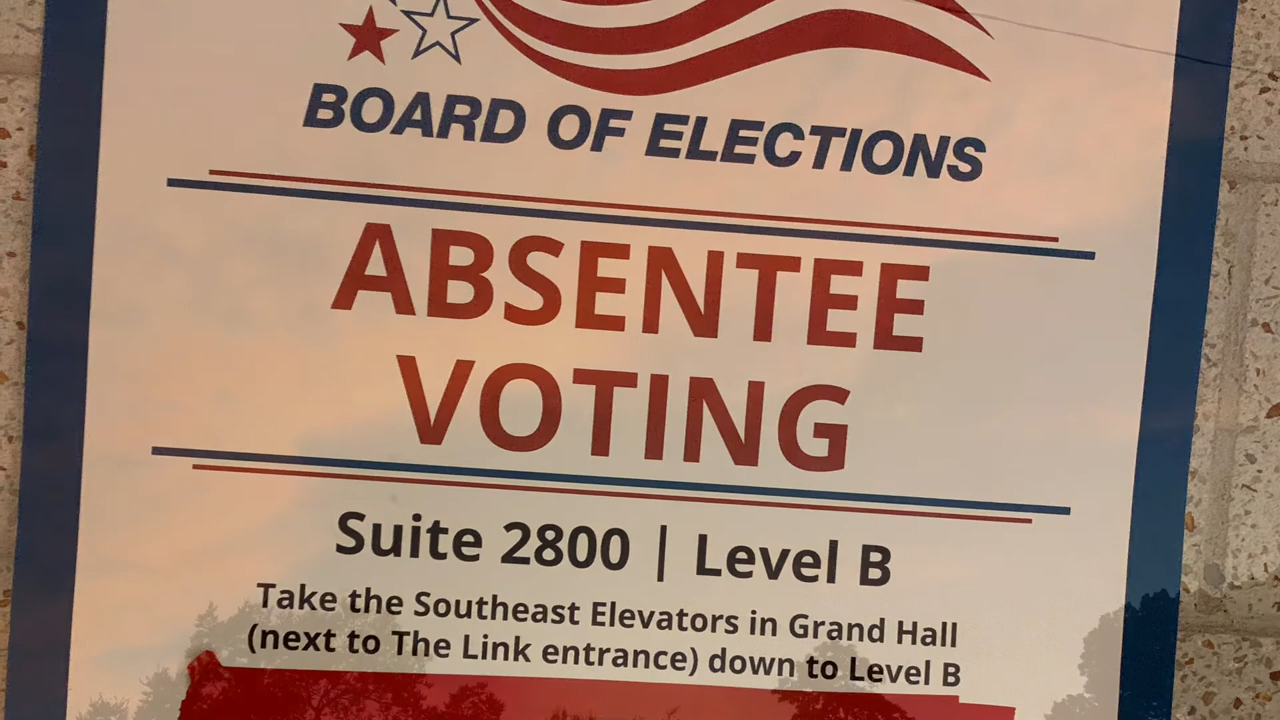 BOARD OF ELECTIONS
ABSENTEE
VOTING
Suite 2800 | Level B
Take the Southeast Elevators in Grand Hall
(next to The Link entrance) down to Level B